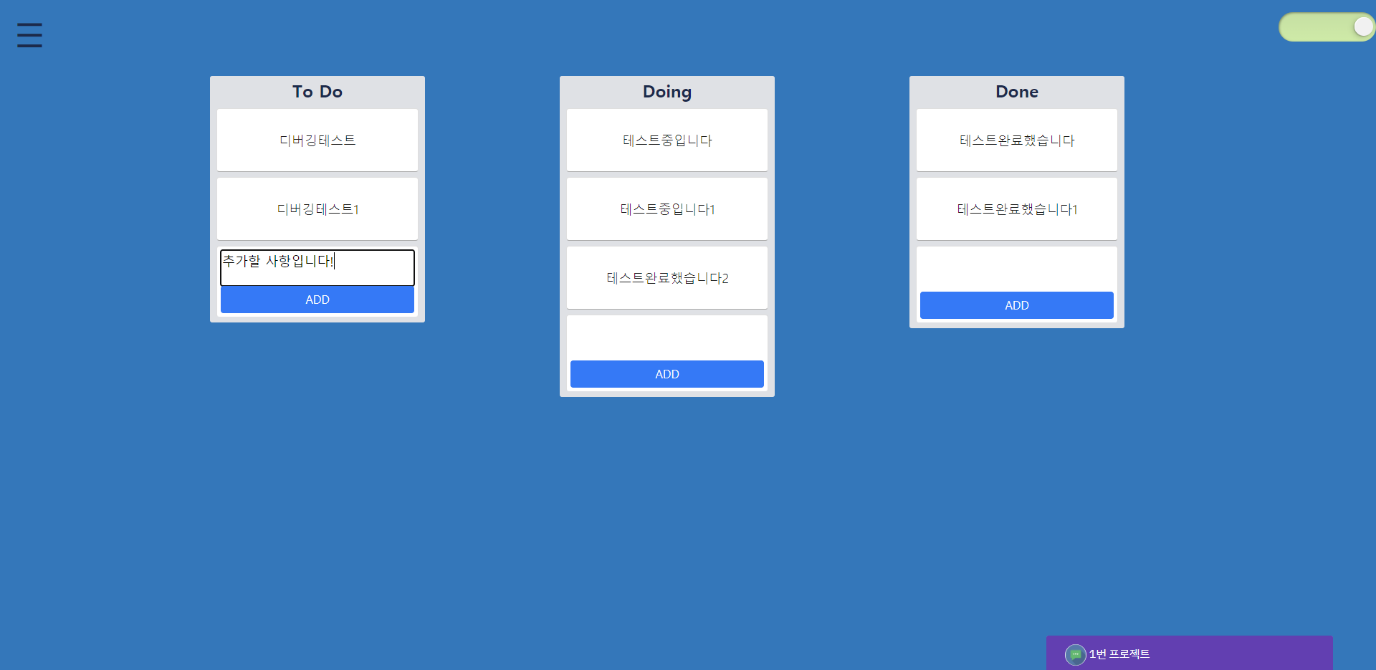 To Do
디버깅테스트
디버깅테스트1
추가할 사항입니다!
ADD
Doing
테스트중입니다
테스트중입니다1
테스트완료했습니다2
ADD
Done
테스트완료했습니다
테스트완료했습니다1
ADD
1번 프로젝트